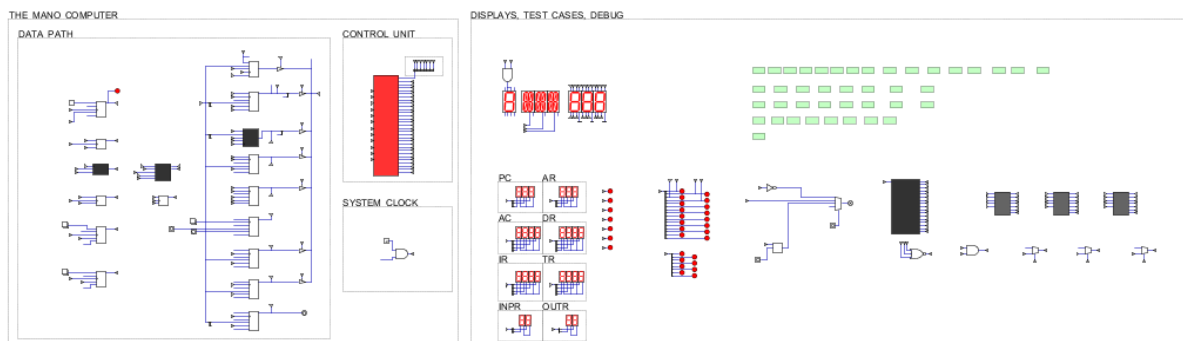 THE MANO COMPUTER
DISPLAYS, TEST CASES, DEBUG
DATA PATH
CONTROL UNIT
SYSTEM CLOCK
PC
AR
AC
DR
IR
TR
INPR
OUTR